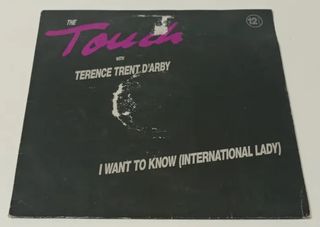 THE
Touch
WITH
TERENCE TRENT D'ARBY
I WANT TO KNOW (INTERNATIONAL LADY)
12